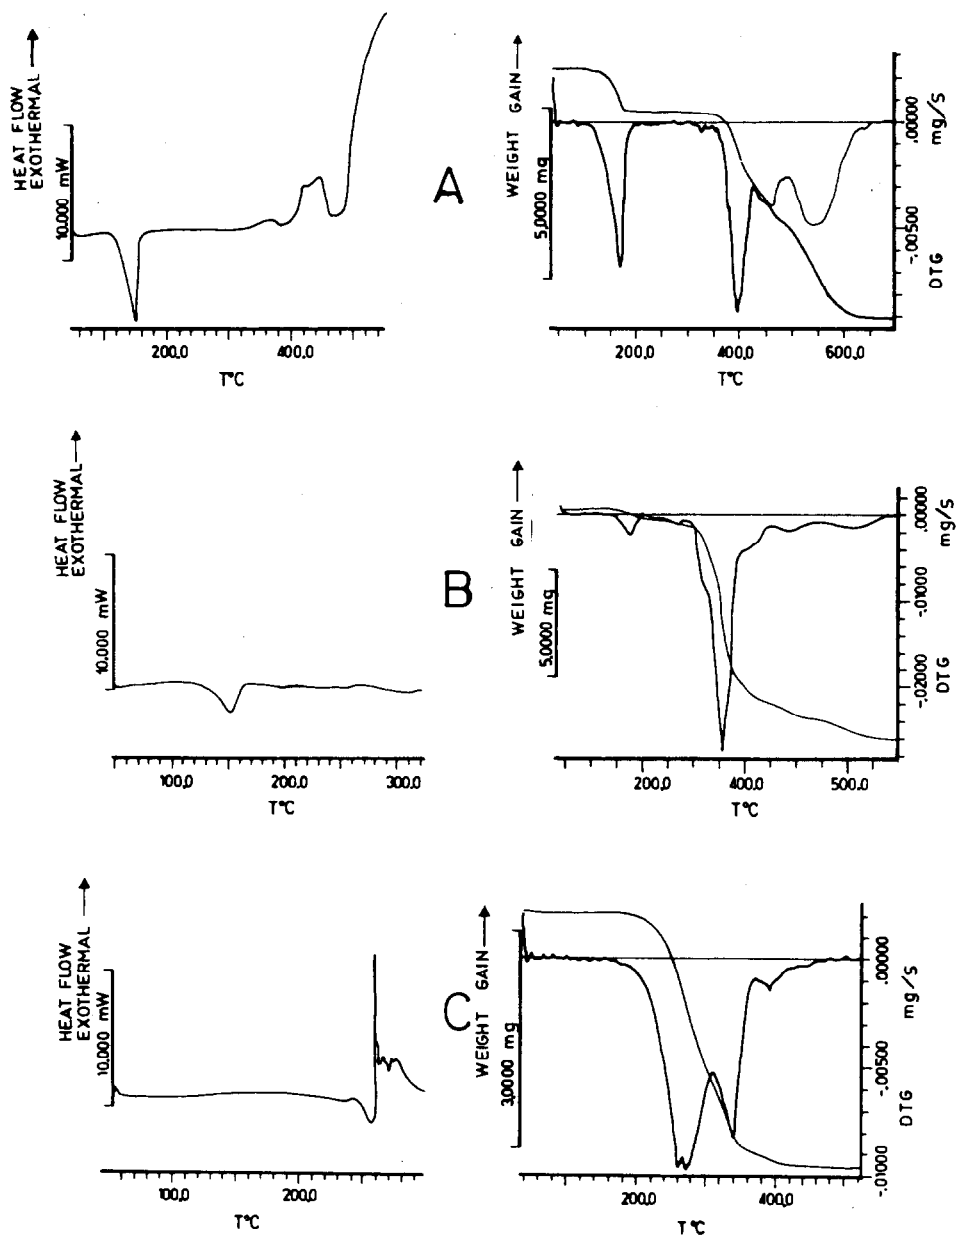 HEAT FLOW
EXOTHERMAL
10.000 mW
200.0 400.0
T°C
A
WEIGHT GAIN
5.0000 mg
.00000
-.00500
mg/s
DTG
200.0 400.0 600.0
T°C
HEAT FLOW
EXOTHERMAL
10.000 mW
100.0 200.0 300.0
T°C
B
WEIGHT GAIN
5.0000 mg
.00000
-.01000
-.02000
mg/s
DTG
200.0 400.0 500.0
T°C
HEAT FLOW
EXOTHERMAL
10.000 mW
100.0 200.0
T°C
C
WEIGHT GAIN
3.0000 mg
.00000
-.00500
-.01000
mg/s
DTG
200.0 400.0
T°C